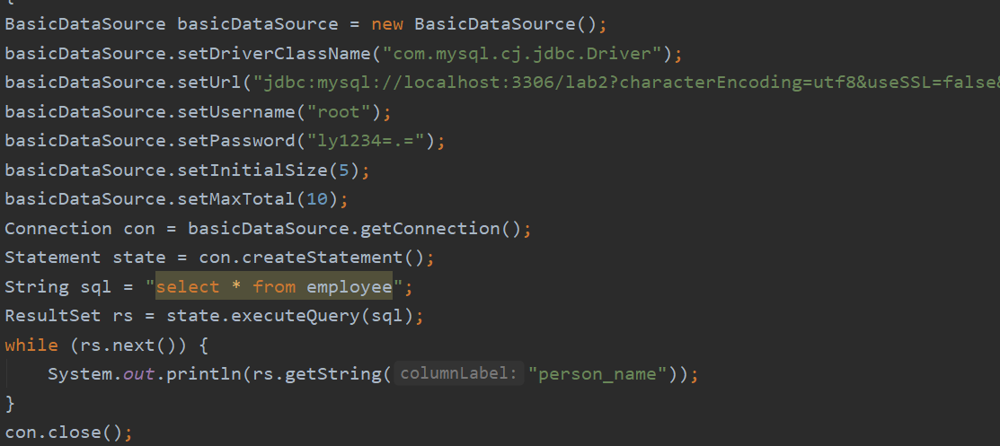 {
BasicDataSource basicDataSource = new BasicDataSource();
basicDataSource.setDriverClassName("com.mysql.cj.jdbc.Driver");
basicDataSource.setUrl("jdbc:mysql://localhost:3306/lab2?characterEncoding=utf8&useSSL=false&
basicDataSource.setUsername("root");
basicDataSource.setPassword("ly1234=.=");
basicDataSource.setInitialSize(5);
basicDataSource.setMaxTotal(10);
Connection con = basicDataSource.getConnection();
Statement state = con.createStatement();
String sql = "select * from employee";
ResultSet rs = state.executeQuery(sql);
while (rs.next()) {
    System.out.println(rs.getString( columnLabel: "person_name"));
}
con.close();